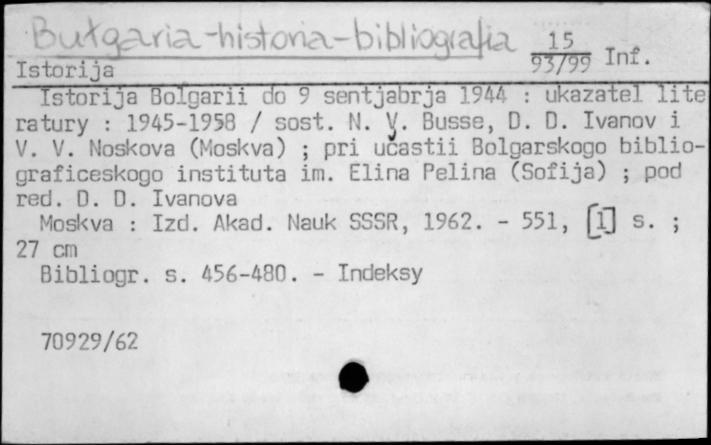 Bułgaria-historia-bibliografia 15
93/99 Inf.
Istorija
Istorija Bolgarii do 9 sentjabrja 1944 : ukazatel lite
ratury : 1945-1958 / sost. N. V. Busse, D. D. Ivanov i
V. V. Noskova (Moskva) ; pri učastii Bolgarskogo biblio-
graficeskogo instituta im. Elina Pelina (Sofija) ; pod
red. D. D. Ivanova
Moskva : Izd. Akad. Nauk SSSR, 1962. - 551, [1] s. ;
27 cm
Bibliogr. s. 456-480. - Indeksy
70929/62